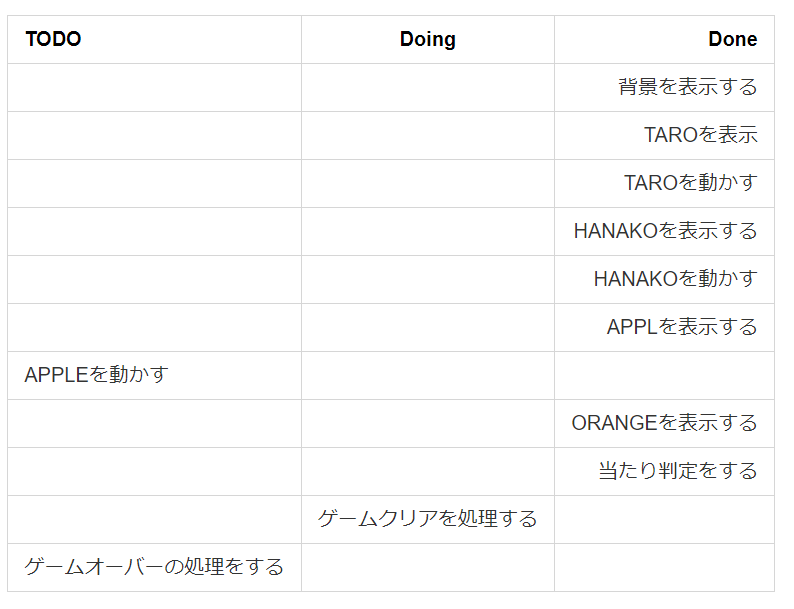 TODO Doing Done
背景を表示する
TAROを表示
TAROを動かす
HANAKOを表示する
HANAKOを動かす
APPLを表示する
APPLEを動かす
ORANGEを表示する
当たり判定をする
ゲームクリアを処理する
ゲームオーバーの処理をする